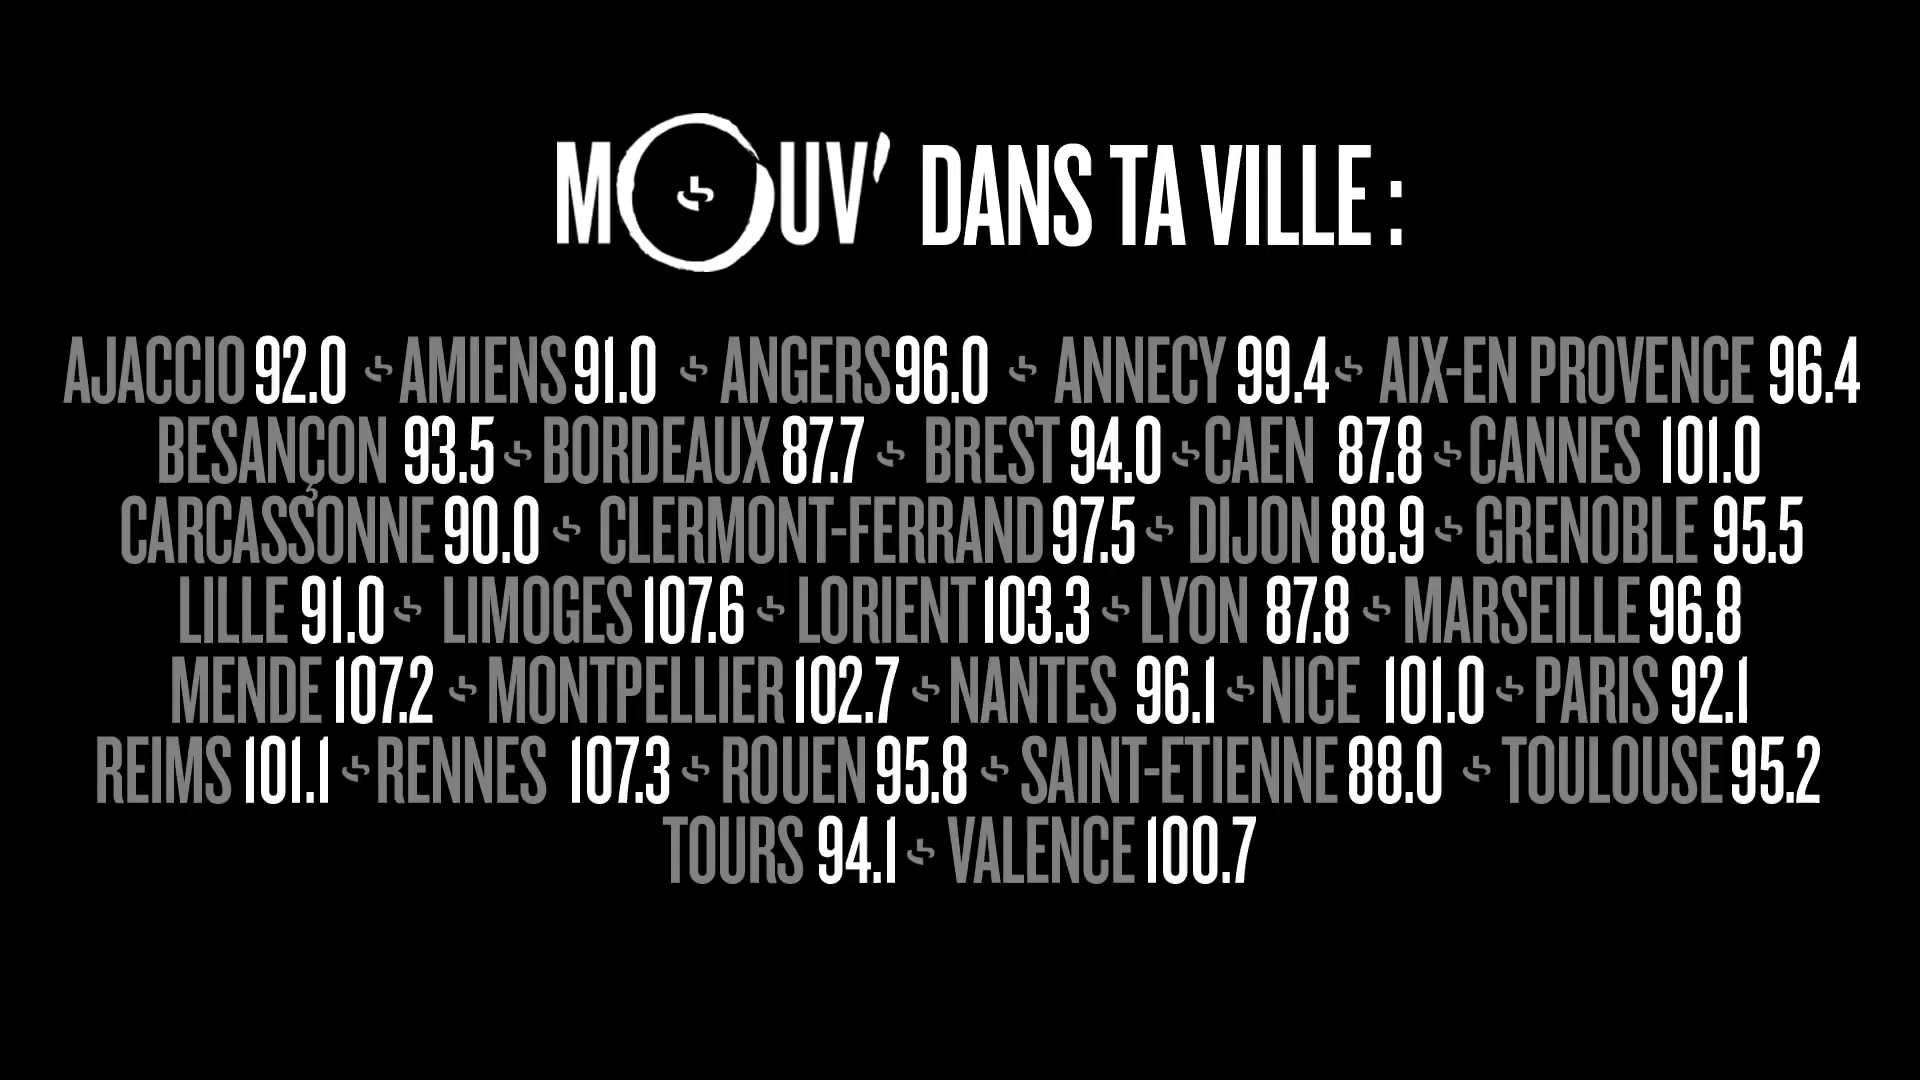 MOUV' DANS TA VILLE :
AJACCIO 92.0 AMIENS 91.0 ANGERS 96.0 ANNECY 99.4 AIX-EN PROVENCE 96.4
BESANÇON 93.5 BORDEAUX 87.7 BREST 94.0 CAEN 87.8 CANNES 101.0
CARCASSONNE 90.0 CLERMONT-FERRAND 97.5 DIJON 88.9 GRENOBLE 95.5
LILLE 91.0 LIMOGES 107.6 LORIENT 103.3 LYON 87.8 MARSEILLE 96.8
MENDE 107.2 MONTPELLIER 102.7 NANTES 96.1 NICE 101.0 PARIS 92.1
REIMS 101.1 RENNES 107.3 ROUEN 95.8 SAINT-ETIENNE 88.0 TOULOUSE 95.2
TOURS 94.1 VALENCE 100.7